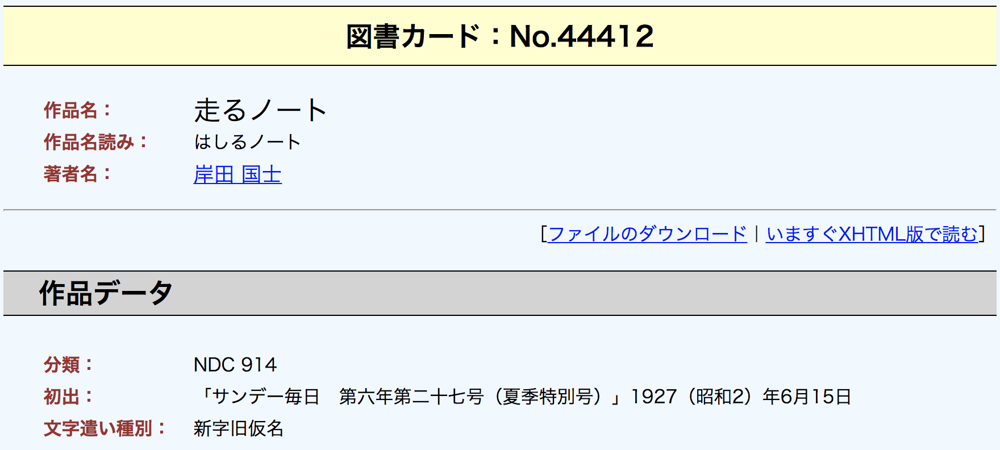 図書カード：No.44412
作品名： 走るノート
作品名読み： はしるノート
著者名： 岸田 国士
[ファイルのダウンロード｜いますぐXHTML版で読む]
作品データ
分類： NDC 914
初出： 「サンデー毎日　第六年第二十七号（夏季特別号）」1927（昭和2）年6月15日
文字遣い種別： 新字旧仮名